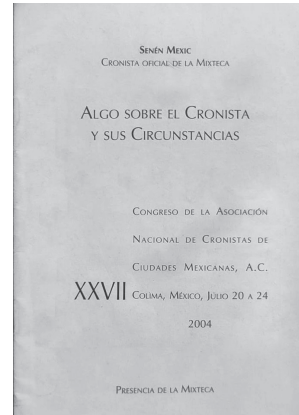 SENÉN MEXIC
CRONISTA OFICIAL DE LA MIXTECA
ALGO SOBRE EL CRONISTA
Y SUS CIRCUNSTANCIAS
CONGRESO DE LA ASOCIACIÓN
NACIONAL DE CRONISTAS DE
CIUDADES MEXICANAS, A.C.
XXVII COLIMA, MÉXICO, JULIO 20 A 24
2004
PRESENCIA DE LA MIXTECA